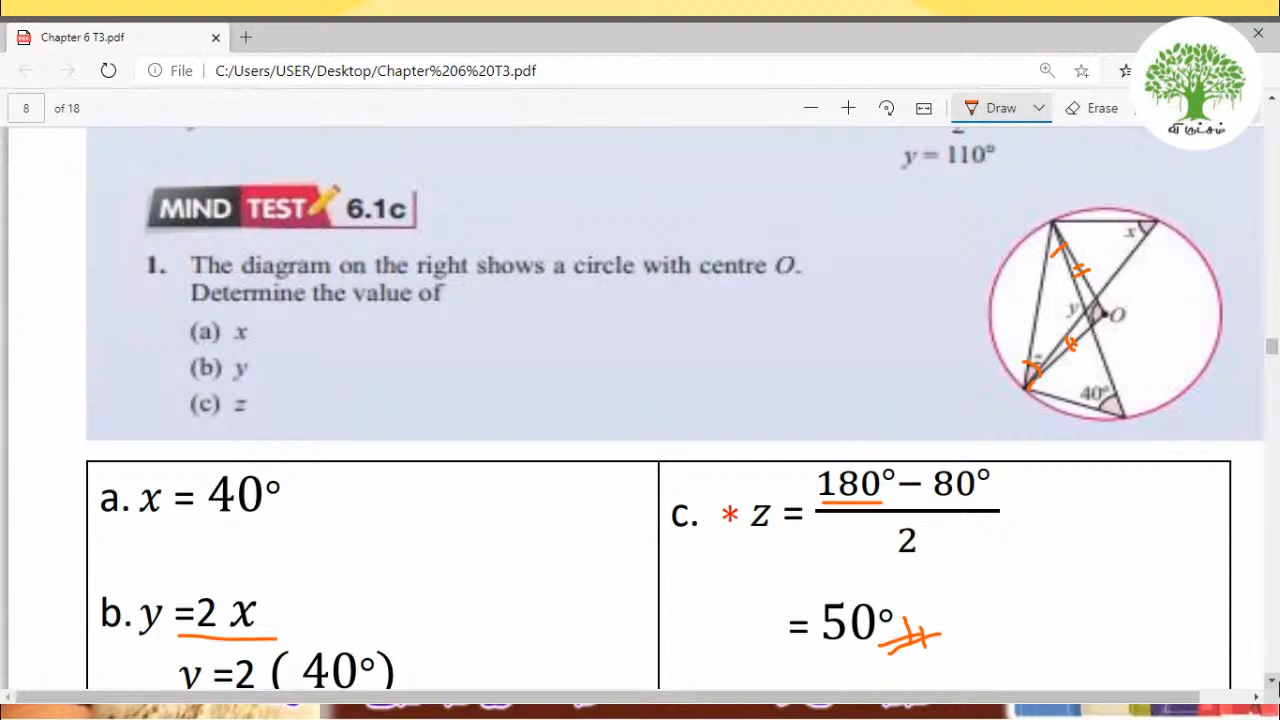 Chapter 6 T3.pdf
File C:/Users/USER/Desktop/Chapter%206%20T3.pdf
விருட்சம்
8 of 18 Draw Erase
2
y = 110°
MIND TEST 6.1c
1. The diagram on the right shows a circle with centre O.
Determine the value of
(a) x
(b) y
(c) z
x
y O
z
40°
a. x = 40°
b. y =2 x
y =2 ( 40°)
c. * z = 180° − 80°
2
= 50°